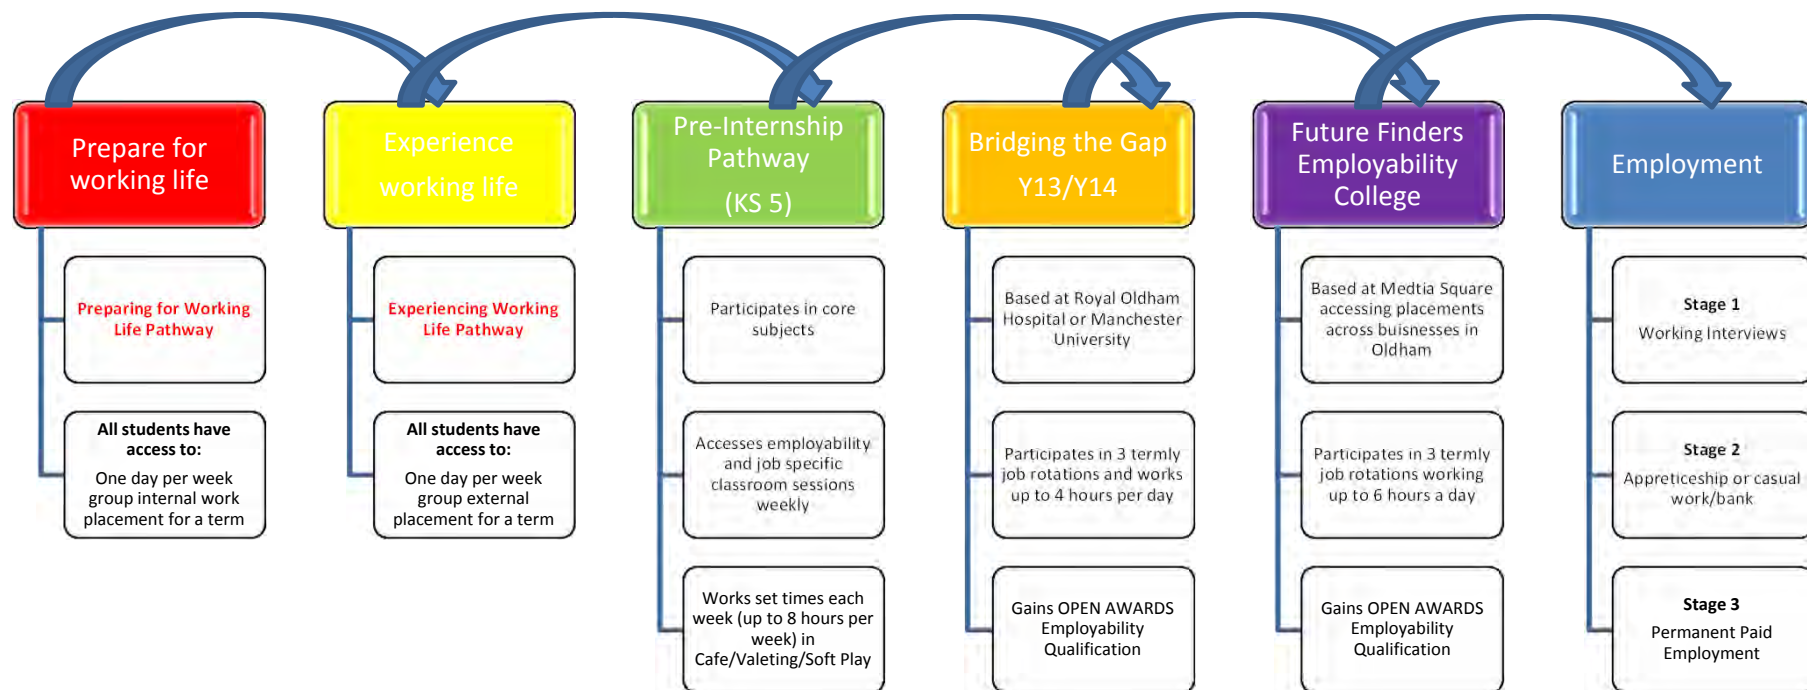 Prepare for
working life
Preparing for Working
Life Pathway
All students have
access to:
One day per week
group internal work
placement for a term
Experience
working life
Experiencing Working
Life Pathway
All students have
access to:
One day per week
group external
placement for a term
Pre-Internship
Pathway
(KS 5)
Participates in core
subjects
Accesses employability
and job specific
classroom sessions
weekly
Works set times each
week (up to 8 hours per
week) in
Cafe/Valeting/Soft Play
Bridging the Gap
Y13/Y14
Based at Royal Oldham
Hospital or Manchester
University
Participates in 3 termly
job rotations and works
up to 4 hours per day
Gains OPEN AWARDS
Employability
Qualification
Future Finders
Employability
College
Based at Medtia Square
accessing placements
across buisnesses in
Oldham
Participates in 3 termly
job rotations working
up to 6 hours a day
Gains OPEN AWARDS
Employability
Qualification
Employment
Stage 1
Working Interviews
Stage 2
Appreticeship or casual
work/bank
Stage 3
Permanent Paid
Employment